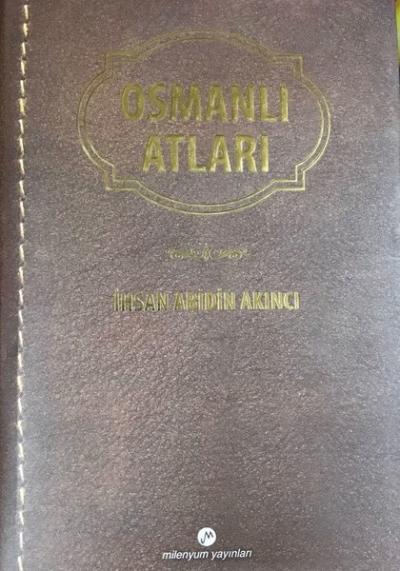 OSMANLI
ATLARI
İHSAN ABİDİN AKINCI
milenyum yayınları